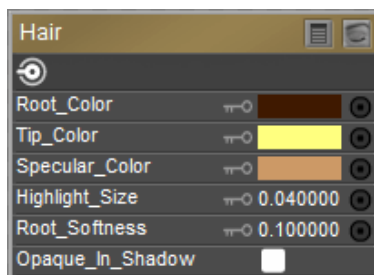 Hair
Root_Color
Tip_Color
Specular_Color
Highlight_Size 0.040000
Root_Softness 0.100000
Opaque_In_Shadow